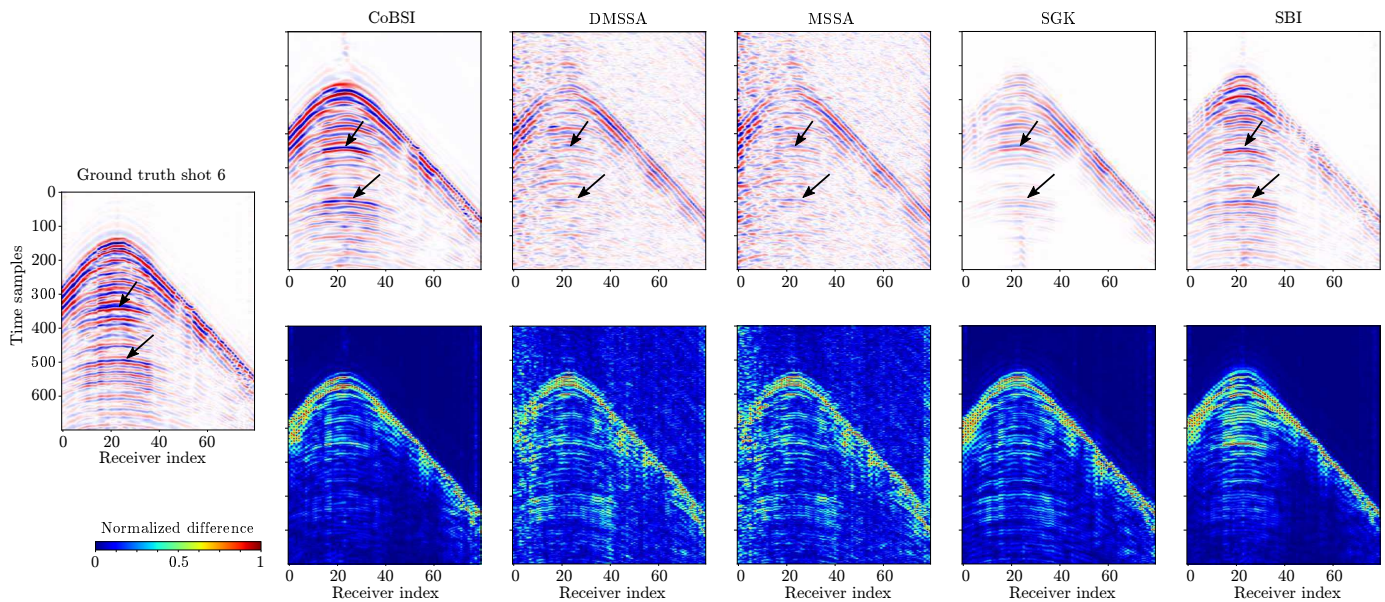 CoBSI DMSSA MSSA SGK SBI
Ground truth shot 6
0
100
200
300
400
500
600
Time samples
0 20 40 60
Receiver index
0 20 40 60
0 20 40 60
0 20 40 60
0 20 40 60
0 20 40 60
Normalized difference
0 0.5 1
0 20 40 60
Receiver index
0 20 40 60
Receiver index
0 20 40 60
Receiver index
0 20 40 60
Receiver index
0 20 40 60
Receiver index